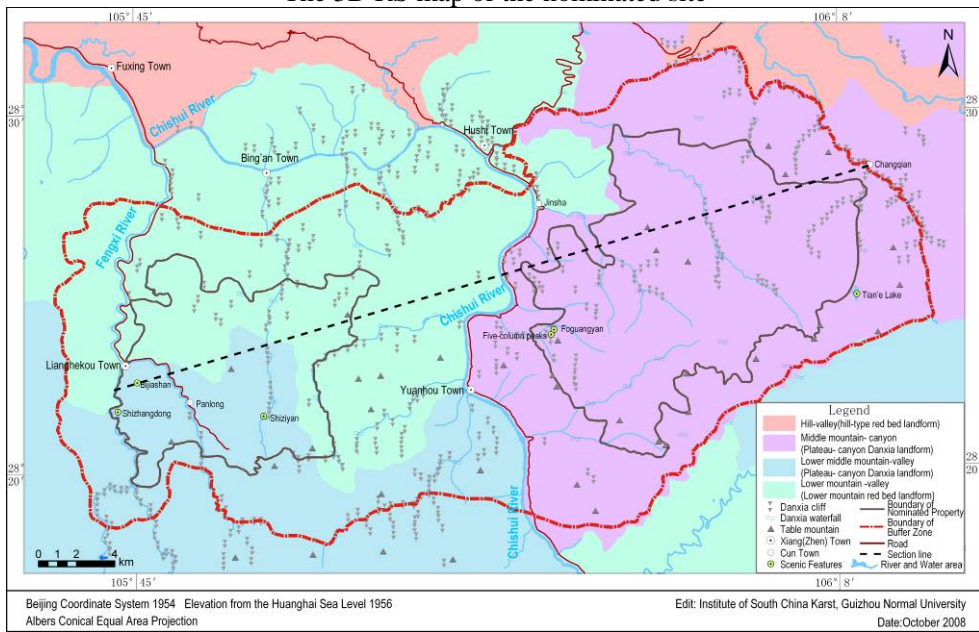 The 3D RS map of the nominated site
105° 45′
106° 8′
N
Fuxing Town
28
30
28
30
Chishui River
Hushi Town
Bing'an Town
Changqian
Jinsha
Fengxi River
Chishui River
Tian'e Lake
Foguangyan
Five-column peaks
Lianghekou Town
Bijiashan
Yuanhou Town
Panlong
Shizhangdong
Shiziyan
28
20′
28
20
Chishui River
Legend
Hill-valley(hill-type red bed landform)
Middle mountain- canyon
(Plateau- canyon Danxia landform)
Lower middle mountain-valley
(Plateau- canyon Danxia landform)
Lower mountain -valley
(Lower mountain red bed landform)
Danxia cliff
Danxia waterfall
Table mountain
Xiang(Zhen) Town
Cun Town
Scenic Features
Boundary of
Nominated Property
Boundary of
Buffer Zone
Road
Section line
River and Water area
0 1 2 4
km
105° 45′
106° 8′
Beijing Coordinate System 1954 Elevation from the Huanghai Sea Level 1956
Albers Conical Equal Area Projection
Edit: Institute of South China Karst, Guizhou Normal University
Date:October 2008